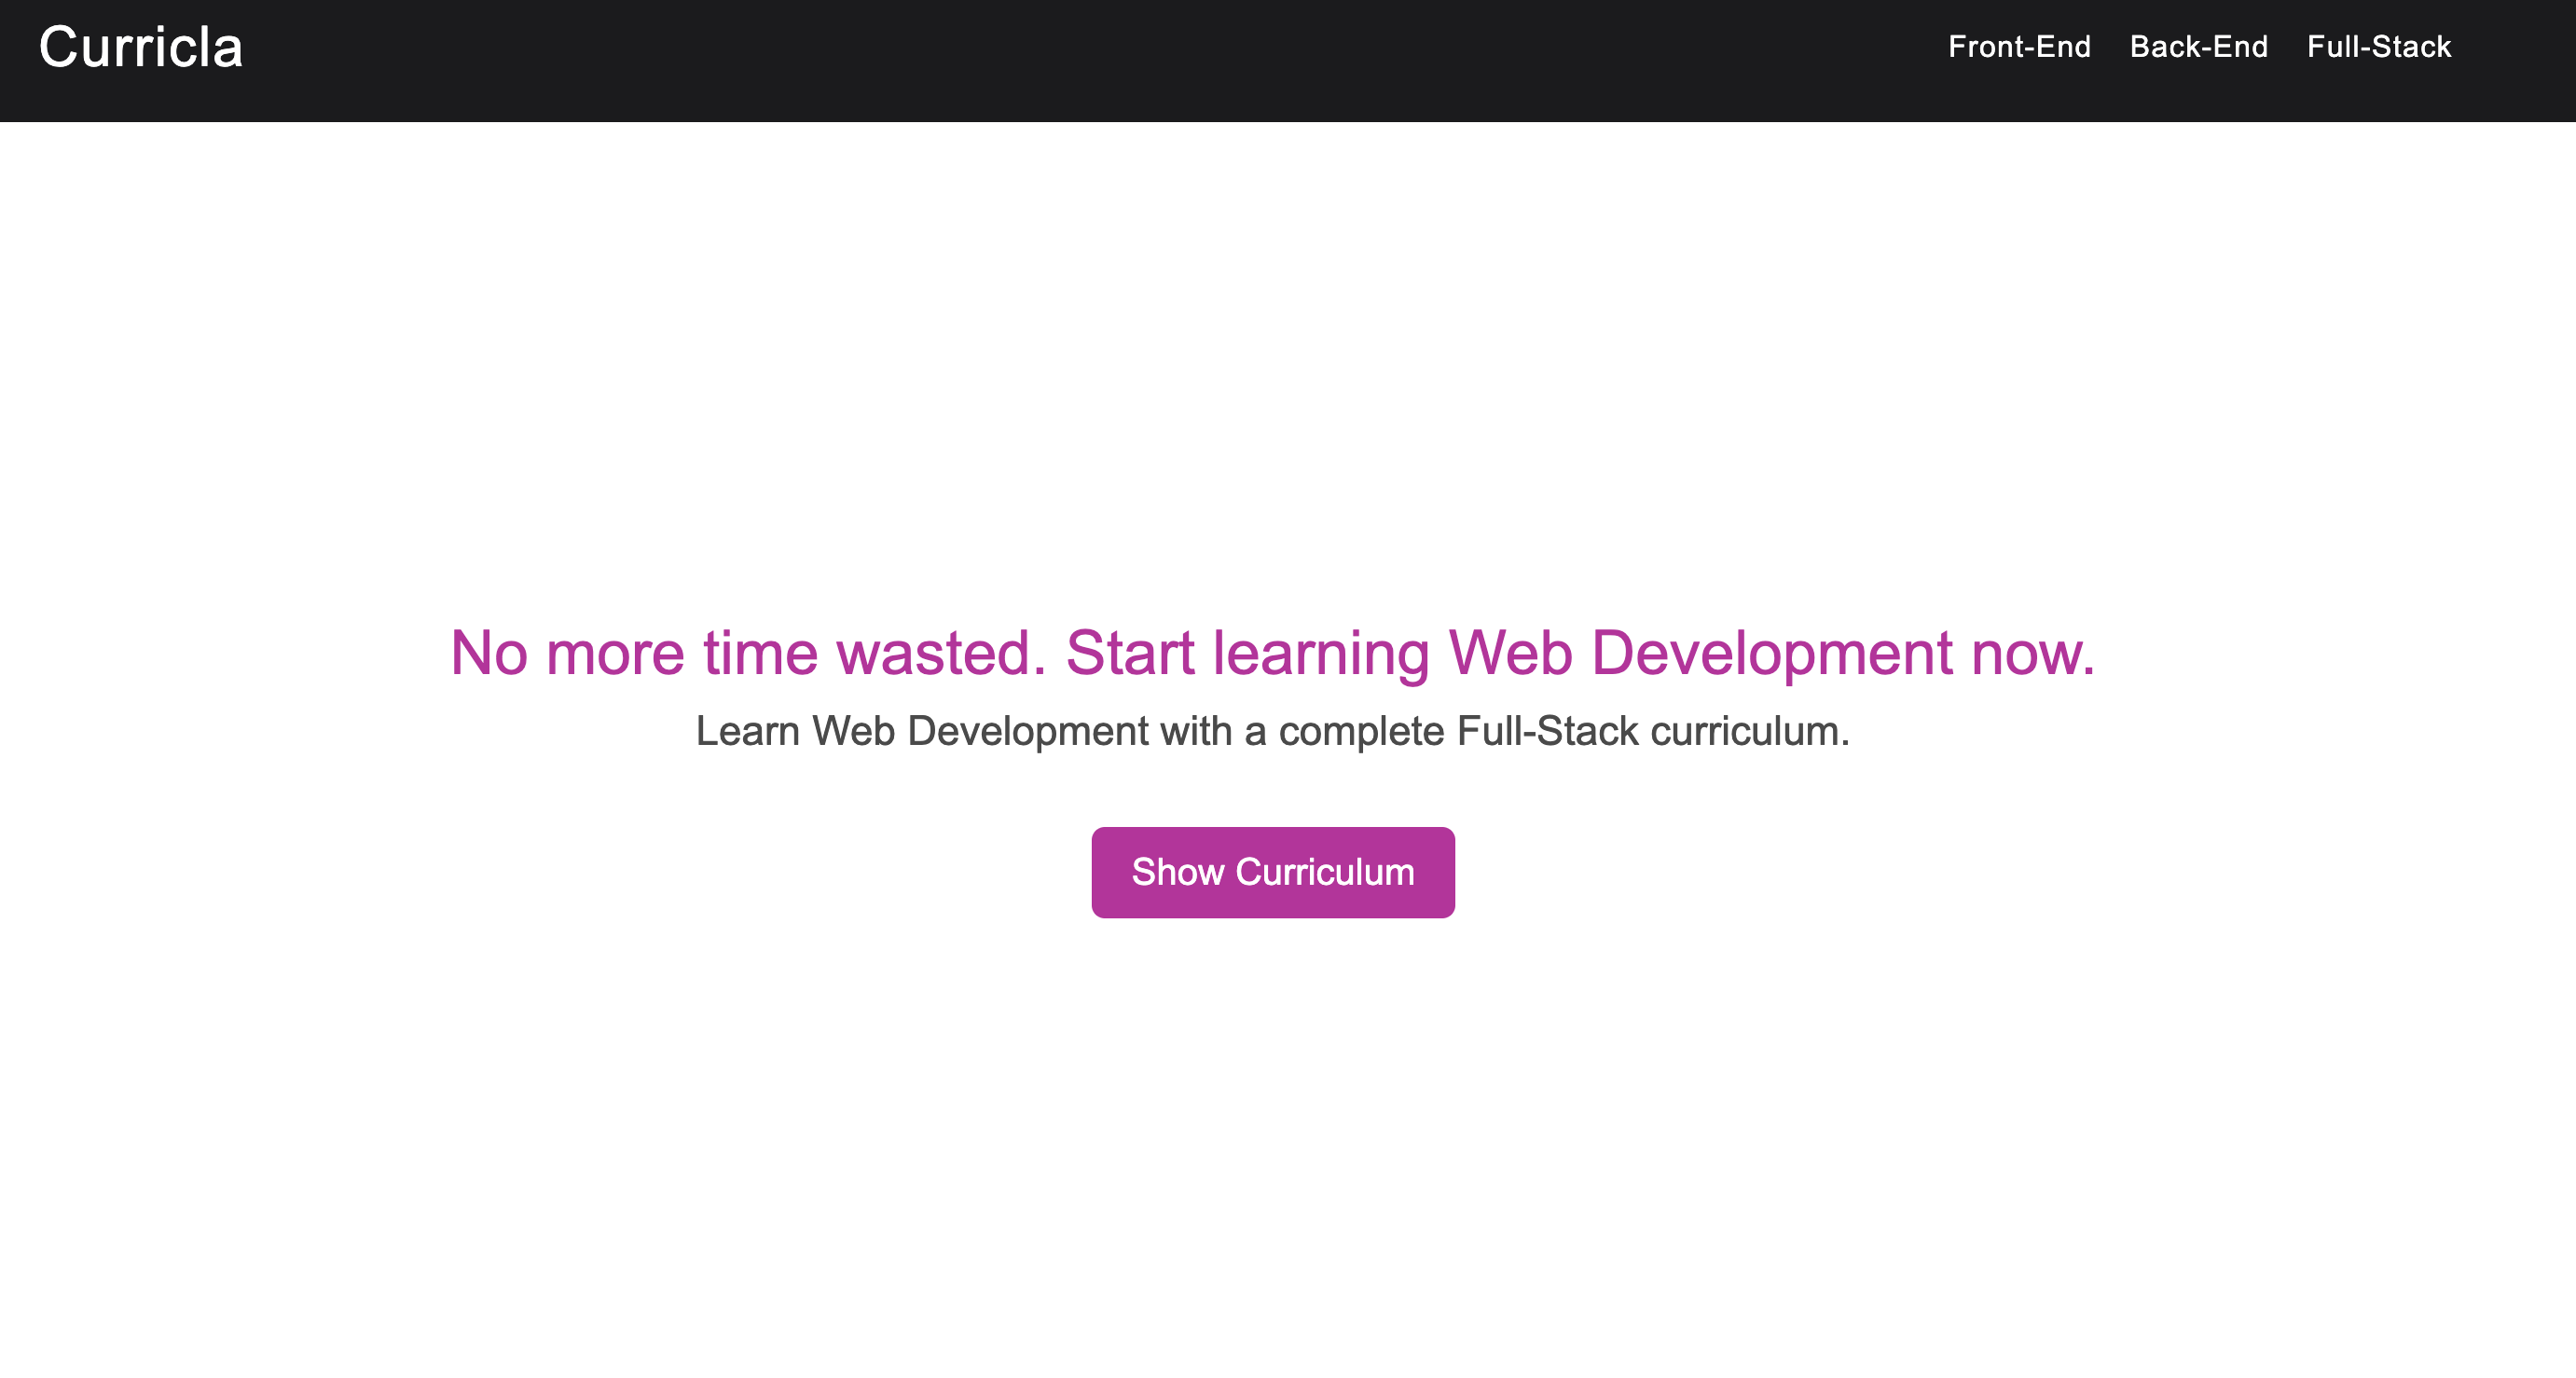 Curricla
Front-End Back-End Full-Stack
No more time wasted. Start learning Web Development now.
Learn Web Development with a complete Full-Stack curriculum.
Show Curriculum